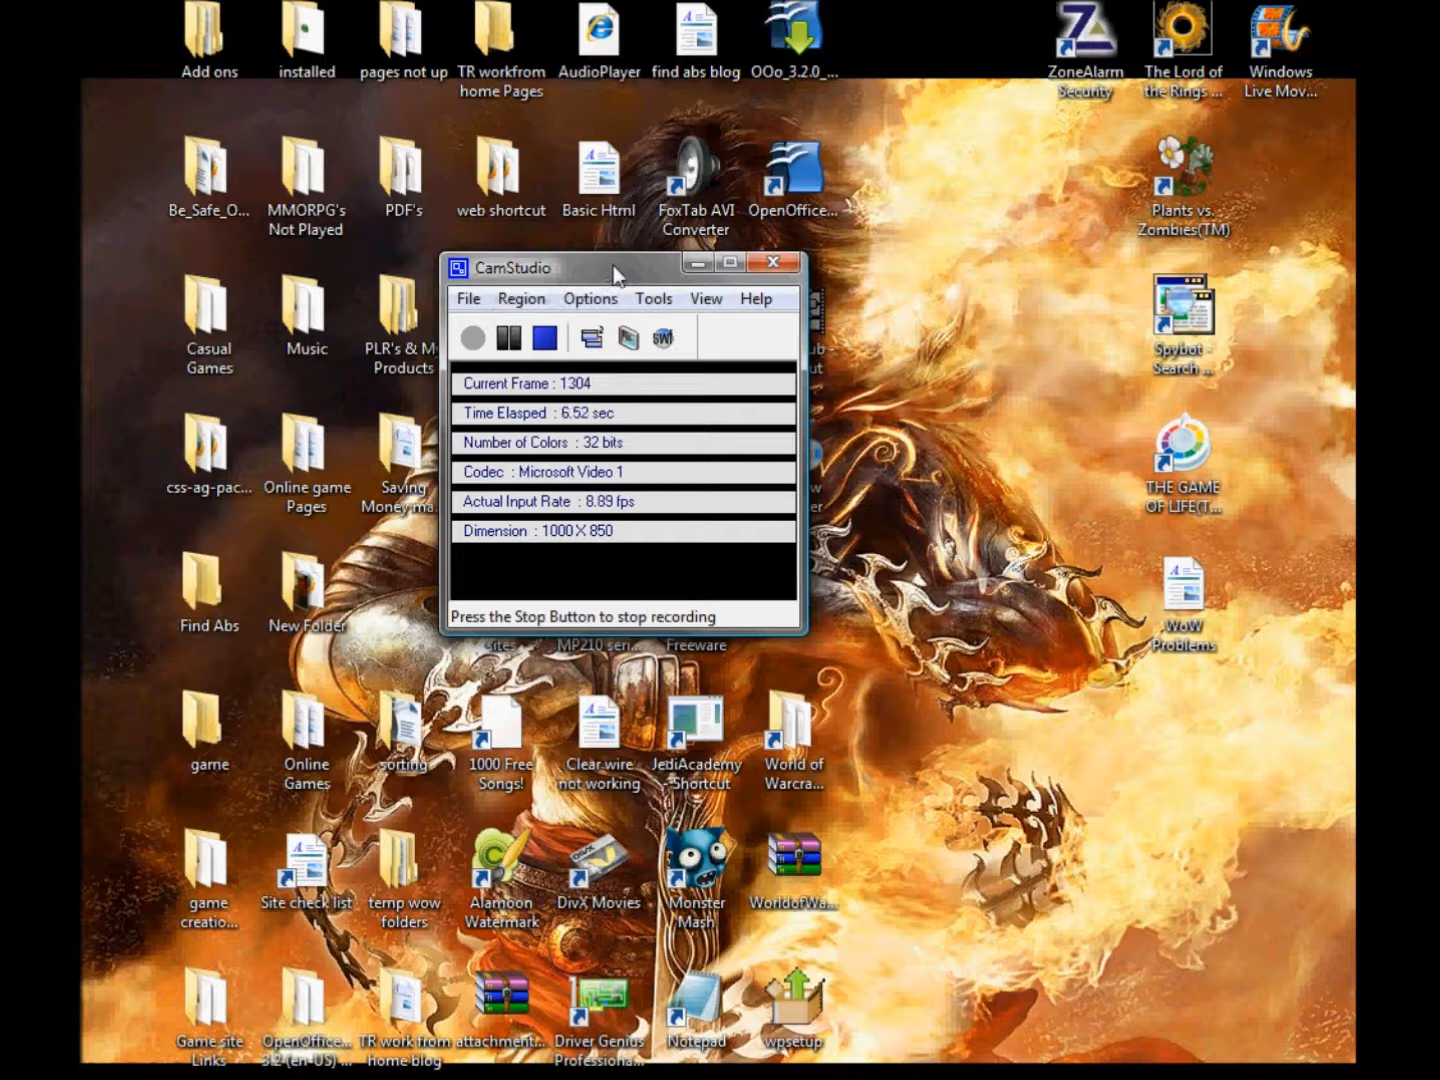 Add ons
installed
pages not up
TR workfrom
home Pages
AudioPlayer
find abs blog
OOo_3.2.0_...
ZoneAlarm
Security
The Lord of
the Rings ...
Windows
Live Mov...
Be_Safe_O...
MMORPG's
Not Played
PDF's
web shortcut
Basic Html
FoxTab AVI
Converter
OpenOffice...
Plants vs.
Zombies(TM)
CamStudio
File Region Options Tools View Help
SWF
Current Frame : 1304
Time Elasped : 6.52 sec
Number of Colors : 32 bits
Codec : Microsoft Video 1
Actual Input Rate : 8.89 fps
Dimension : 1000 X 850
Press the Stop Button to stop recording
Casual
Games
Music
PLR's & My
Products
Spybot -
Search ...
css-ag-pac...
Online game
Pages
Saving
Money ma...
THE GAME
OF LIFE(T...
Find Abs
New Folder
sites
MP210 seri...
Freeware
WoW
Problems
game
Online
Games
sorting
1000 Free
Songs!
Clear wire
not working
JediAcademy
- Shortcut
World of
Warcra...
game
creatio...
Site check list
temp wow
folders
Alamoon
Watermark
DivX Movies
Monster
Mash
WorldofWa...
Game site
Links
OpenOffice...
3.2 (en-US) ...
TR work from
home blog
attachment...
Driver Genius
Professiona...
Notepad
wpsetup